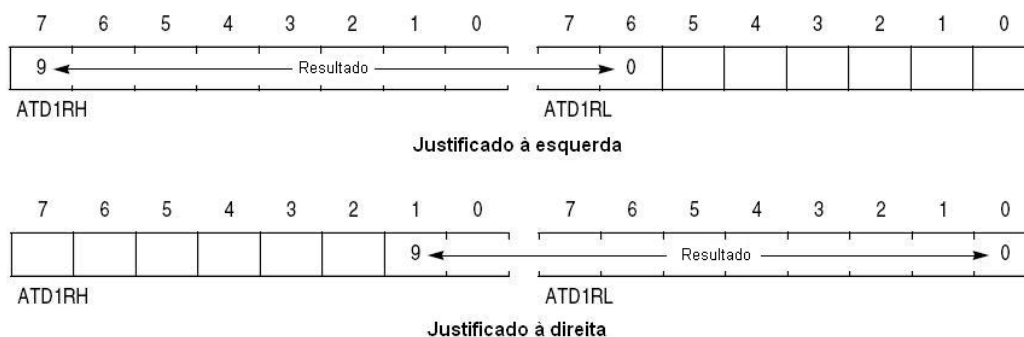 7 6 5 4 3 2 1 0 7 6 5 4 3 2 1 0
9 Resultado 0
ATD1RH ATD1RL
Justificado à esquerda
7 6 5 4 3 2 1 0 7 6 5 4 3 2 1 0
9 Resultado 0
ATD1RH ATD1RL
Justificado à direita